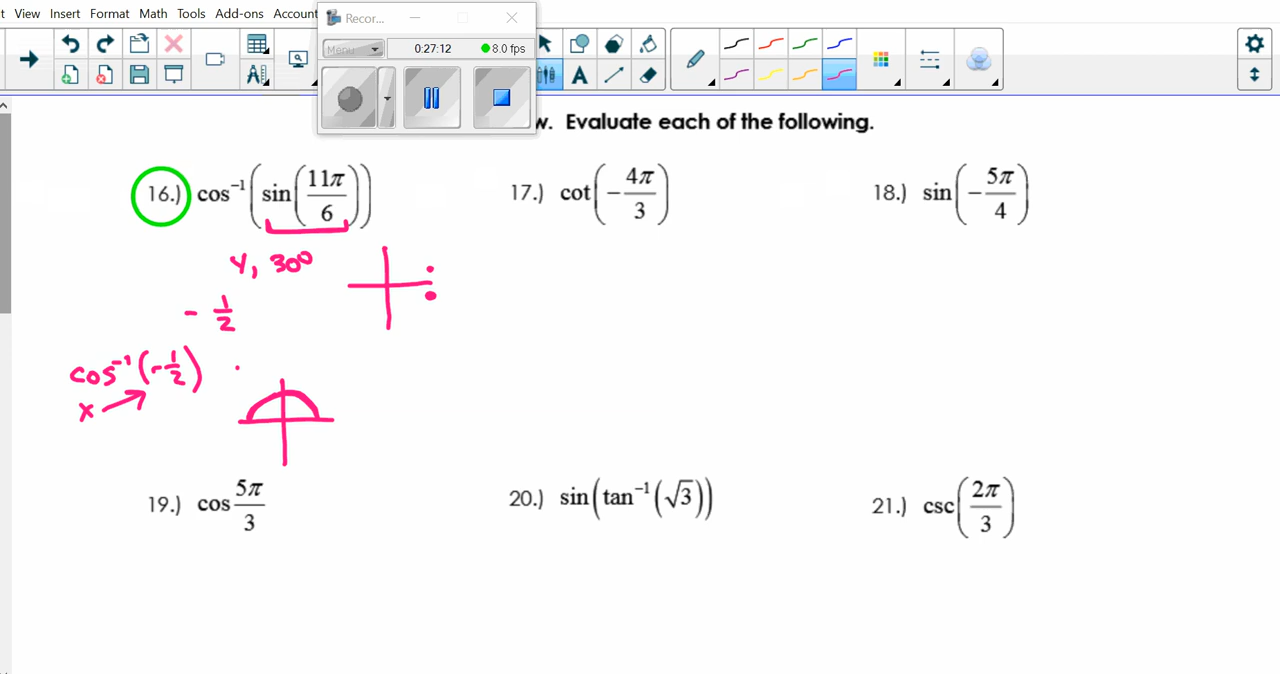 t View Insert Format Math Tools Add-ons Account
Recor...
Menu 0:27:12 8.0 fps
w. Evaluate each of the following.
16.) cos⁻¹(sin(11π/6))
17.) cot(-4π/3)
18.) sin(-5π/4)
- 1/2
cos⁻¹(-1/2)
x
19.) cos 5π/3
20.) sin(tan⁻¹(√3))
21.) csc(2π/3)